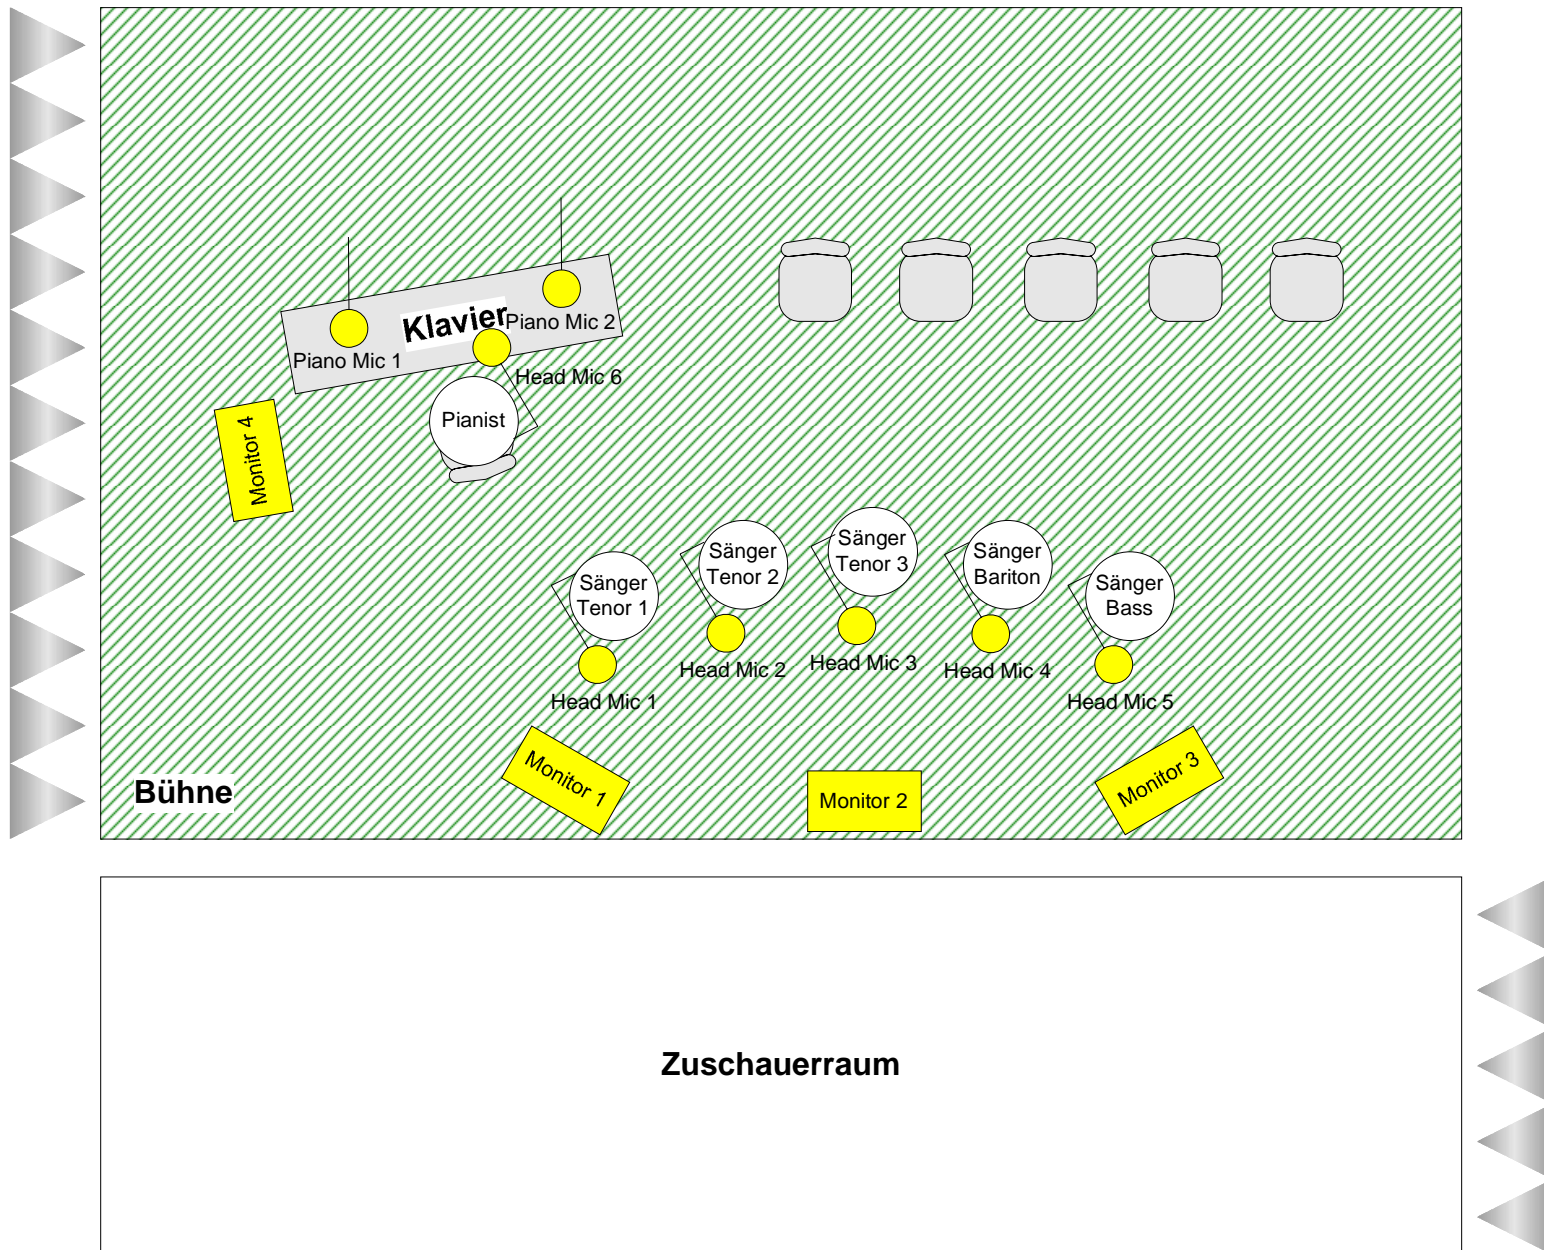 Klavier
Piano Mic 2
Piano Mic 1
Head Mic 6
Pianist
Monitor 4
Sänger
Tenor 1
Sänger
Tenor 2
Sänger
Tenor 3
Sänger
Bariton
Sänger
Bass
Head Mic 1
Head Mic 2
Head Mic 3
Head Mic 4
Head Mic 5
Monitor 1
Monitor 2
Monitor 3
Bühne
Zuschauerraum